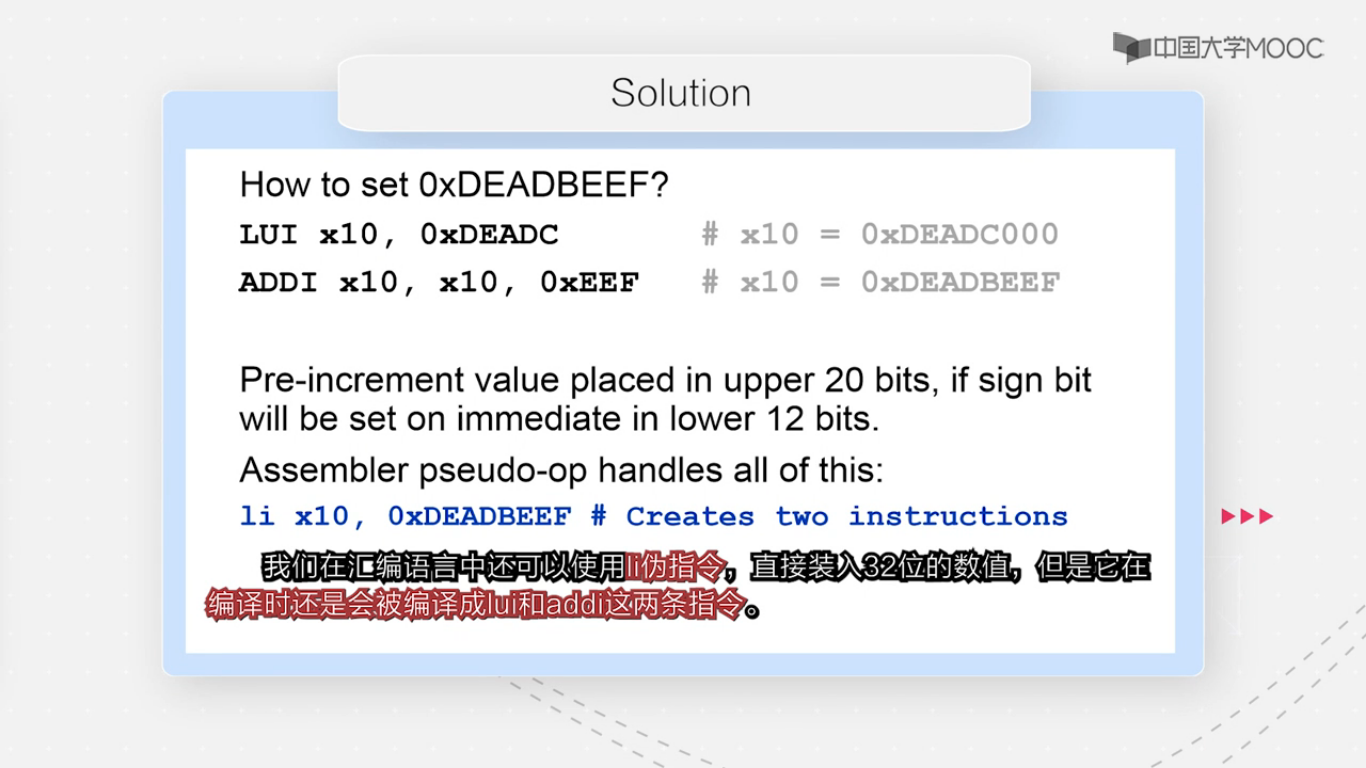 中国大学MOOC
Solution
How to set 0xDEADBEEF?
LUI x10, 0xDEADC # x10 = 0xDEADC000
ADDI x10, x10, 0xEEF # x10 = 0xDEADBEEF
Pre-increment value placed in upper 20 bits, if sign bit
will be set on immediate in lower 12 bits.
Assembler pseudo-op handles all of this:
li x10, 0xDEADBEEF # Creates two instructions
我们在汇编语言中还可以使用li伪指令，直接装入32位的数值，但是它在
编译时还是会被编译成lui和addi这两条指令。